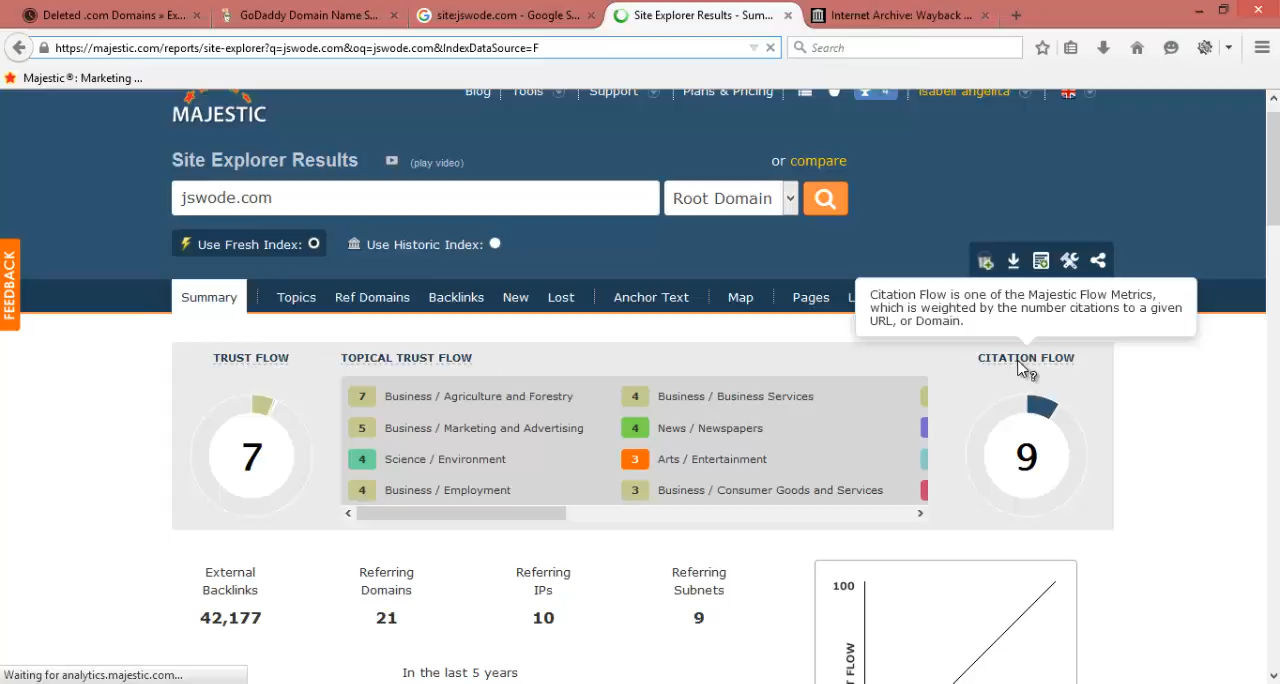 Deleted .com Domains » Ex...
GoDaddy Domain Name S...
site:jswode.com - Google S...
Site Explorer Results - Sum...
Internet Archive: Wayback ...
https://majestic.com/reports/site-explorer?q=jswode.com&oq=jswode.com&IndexDataSource=F
Search
Majestic®: Marketing ...
Blog Tools Support Plans & Pricing 4 isabell angelita
MAJESTIC
Site Explorer Results (play video) or compare
jswode.com Root Domain
Use Fresh Index: Use Historic Index:
FEEDBACK
Summary Topics Ref Domains Backlinks New Lost Anchor Text Map Pages
Citation Flow is one of the Majestic Flow Metrics,
which is weighted by the number citations to a given
URL, or Domain.
TRUST FLOW TOPICAL TRUST FLOW CITATION FLOW
7 Business / Agriculture and Forestry 4 Business / Business Services
5 Business / Marketing and Advertising 4 News / Newspapers
7 9
4 Science / Environment 3 Arts / Entertainment
4 Business / Employment 3 Business / Consumer Goods and Services
External Backlinks Referring Domains Referring IPs Referring Subnets
42,177 21 10 9
100
FLOW
In the last 5 years
Waiting for analytics.majestic.com...